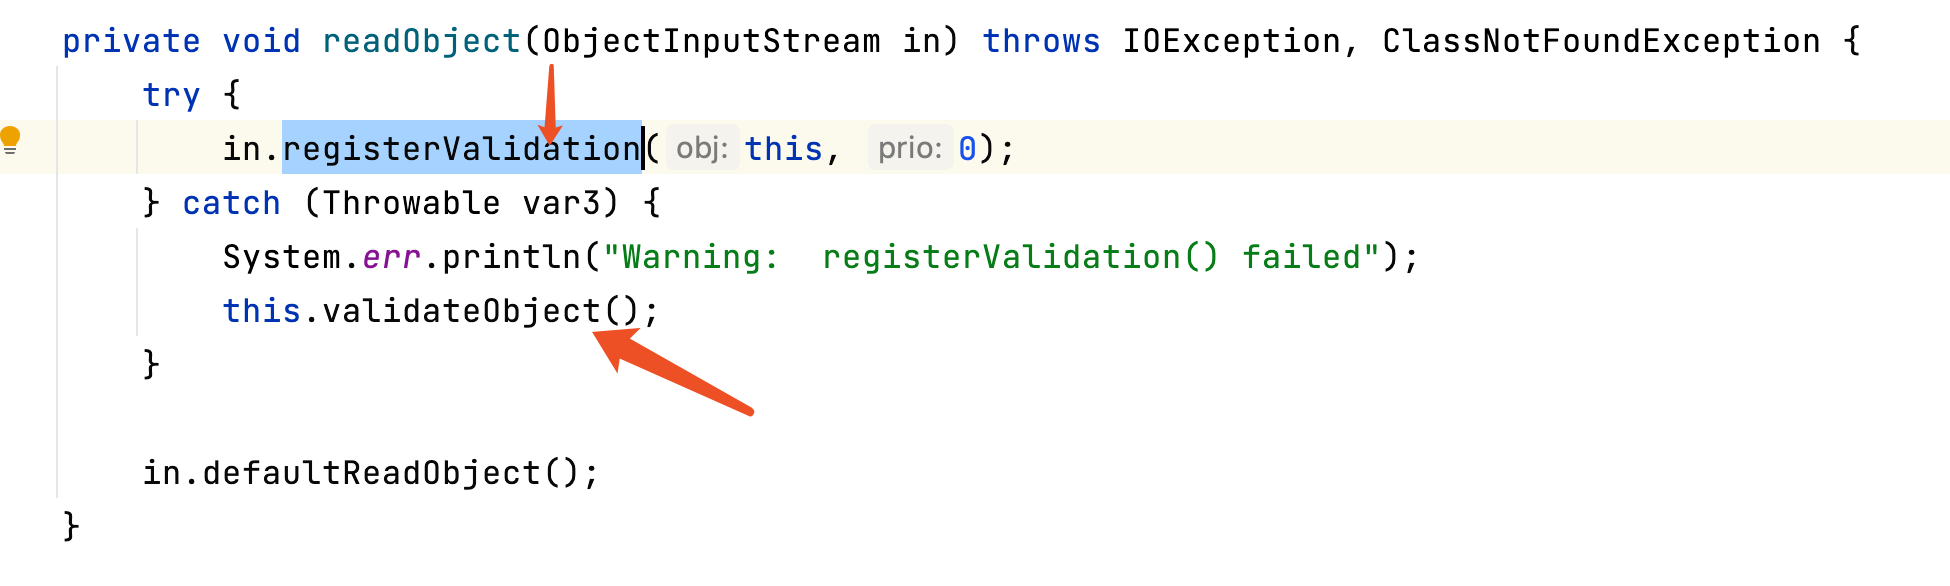 private void readObject(ObjectInputStream in) throws IOException, ClassNotFoundException {
try {
in.registerValidation( obj: this, prio: 0);
} catch (Throwable var3) {
System.err.println("Warning:  registerValidation() failed");
this.validateObject();
}
in.defaultReadObject();
}